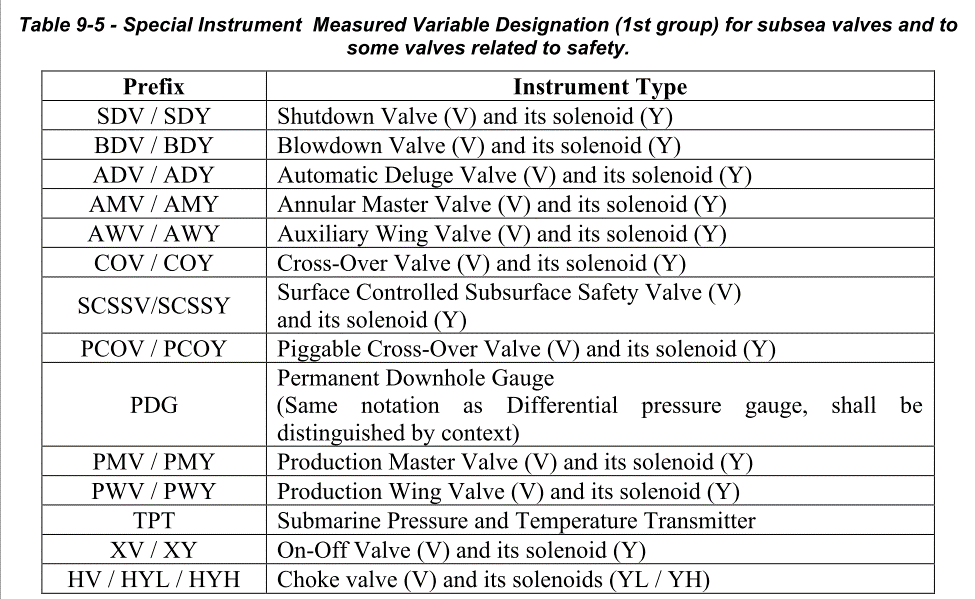 Table 9-5 - Special Instrument Measured Variable Designation (1st group) for subsea valves and to
some valves related to safety.
Prefix Instrument Type
SDV / SDY Shutdown Valve (V) and its solenoid (Y)
BDV / BDY Blowdown Valve (V) and its solenoid (Y)
ADV / ADY Automatic Deluge Valve (V) and its solenoid (Y)
AMV / AMY Annular Master Valve (V) and its solenoid (Y)
AWV / AWY Auxiliary Wing Valve (V) and its solenoid (Y)
COV / COY Cross-Over Valve (V) and its solenoid (Y)
SCSSV/SCSSY Surface Controlled Subsurface Safety Valve (V)
and its solenoid (Y)
PCOV / PCOY Piggable Cross-Over Valve (V) and its solenoid (Y)
PDG Permanent Downhole Gauge
(Same notation as Differential pressure gauge, shall be
distinguished by context)
PMV / PMY Production Master Valve (V) and its solenoid (Y)
PWV / PWY Production Wing Valve (V) and its solenoid (Y)
TPT Submarine Pressure and Temperature Transmitter
XV / XY On-Off Valve (V) and its solenoid (Y)
HV / HYL / HYH Choke valve (V) and its solenoids (YL / YH)